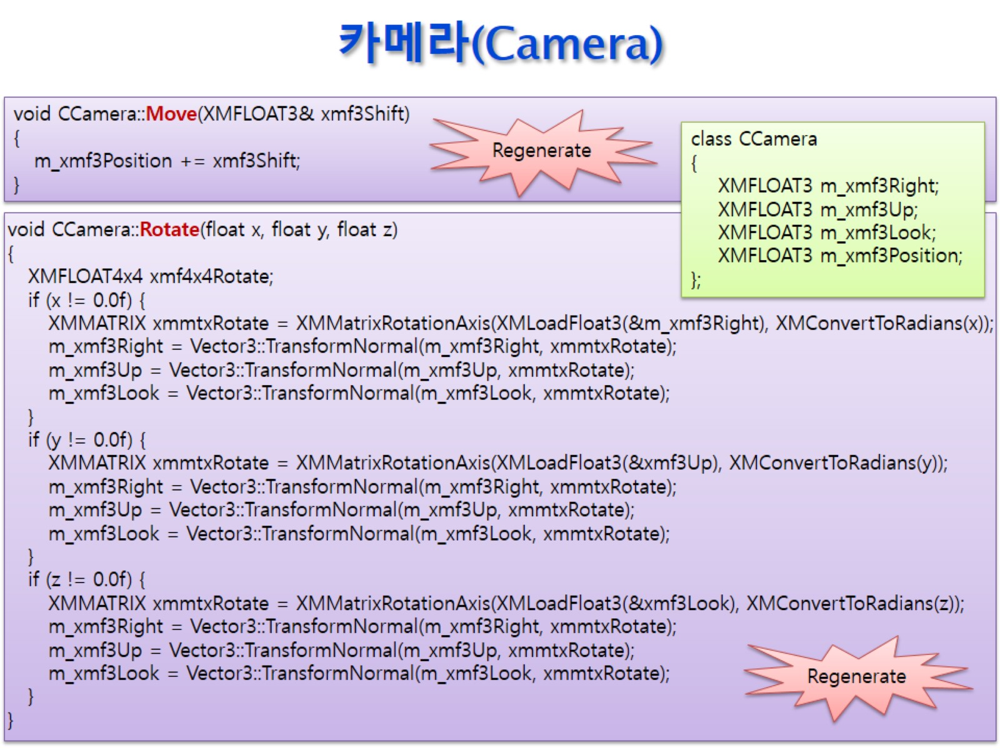 카메라(Camera)
void CCamera::Move(XMFLOAT3& xmf3Shift)
{
m_xmf3Position += xmf3Shift;
}
Regenerate
class CCamera
{
XMFLOAT3 m_xmf3Right;
XMFLOAT3 m_xmf3Up;
XMFLOAT3 m_xmf3Look;
XMFLOAT3 m_xmf3Position;
};
void CCamera::Rotate(float x, float y, float z)
{
XMFLOAT4x4 xmf4x4Rotate;
if (x != 0.0f) {
XMMATRIX xmmtxRotate = XMMatrixRotationAxis(XMLoadFloat3(&m_xmf3Right), XMConvertToRadians(x));
m_xmf3Right = Vector3::TransformNormal(m_xmf3Right, xmmtxRotate);
m_xmf3Up = Vector3::TransformNormal(m_xmf3Up, xmmtxRotate);
m_xmf3Look = Vector3::TransformNormal(m_xmf3Look, xmmtxRotate);
}
if (y != 0.0f) {
XMMATRIX xmmtxRotate = XMMatrixRotationAxis(XMLoadFloat3(&xmf3Up), XMConvertToRadians(y));
m_xmf3Right = Vector3::TransformNormal(m_xmf3Right, xmmtxRotate);
m_xmf3Up = Vector3::TransformNormal(m_xmf3Up, xmmtxRotate);
m_xmf3Look = Vector3::TransformNormal(m_xmf3Look, xmmtxRotate);
}
if (z != 0.0f) {
XMMATRIX xmmtxRotate = XMMatrixRotationAxis(XMLoadFloat3(&xmf3Look), XMConvertToRadians(z));
m_xmf3Right = Vector3::TransformNormal(m_xmf3Right, xmmtxRotate);
m_xmf3Up = Vector3::TransformNormal(m_xmf3Up, xmmtxRotate);
m_xmf3Look = Vector3::TransformNormal(m_xmf3Look, xmmtxRotate);
}
}
Regenerate